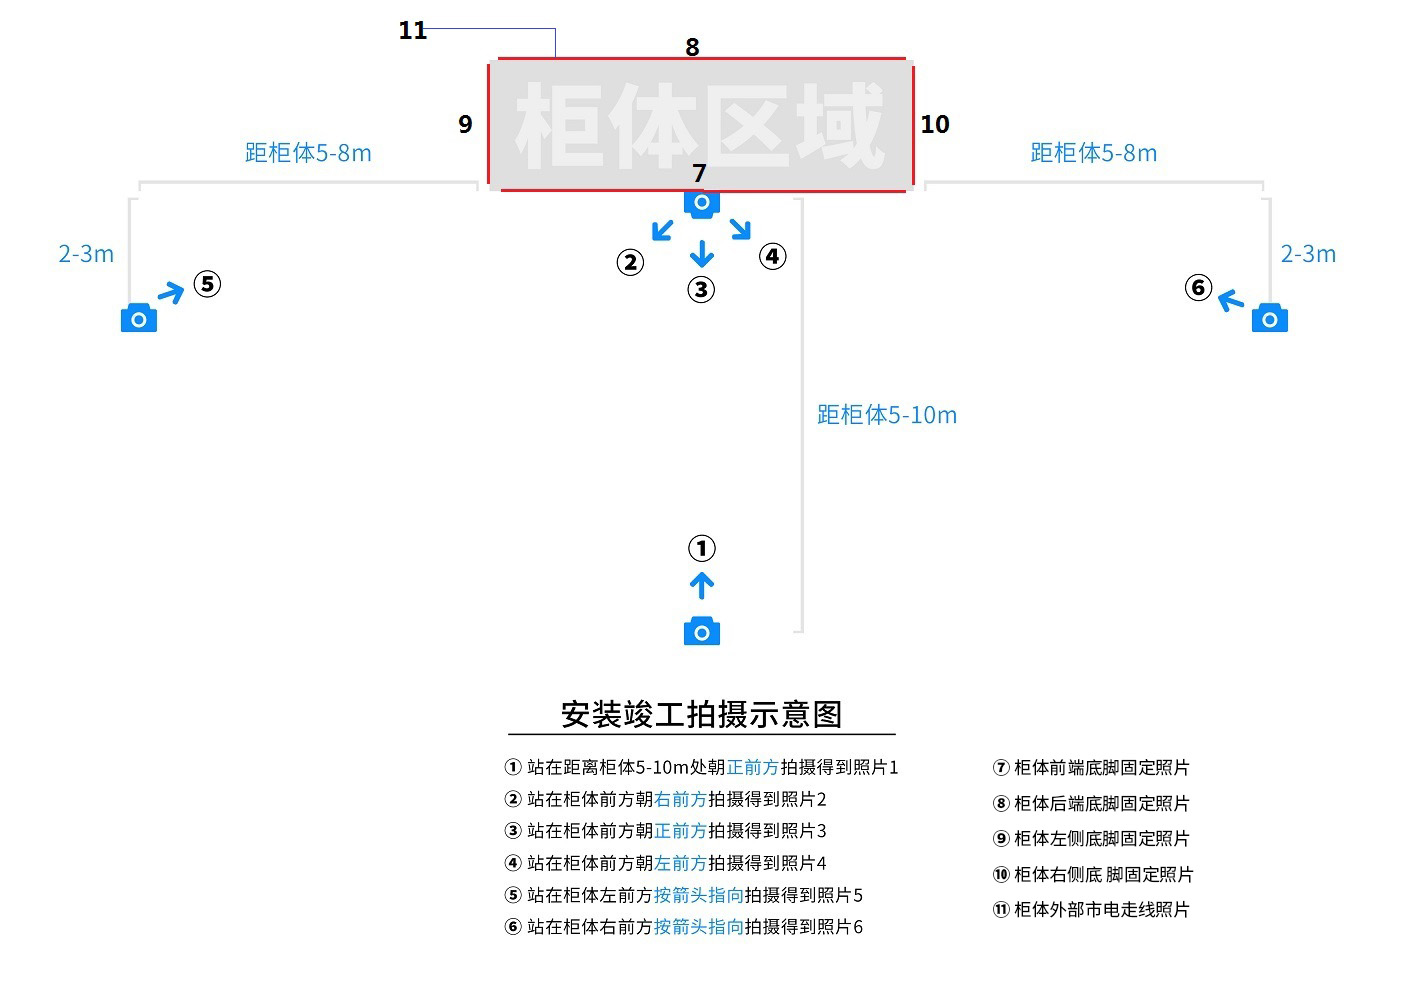 11
8
柜体区域
9
10
7
距柜体5-8m
距柜体5-8m
2-3m
2-3m
②
④
③
⑤
⑥
距柜体5-10m
①
安装竣工拍摄示意图
① 站在距离柜体5-10m处朝正前方拍摄得到照片1
② 站在柜体前方朝右前方拍摄得到照片2
③ 站在柜体前方朝正前方拍摄得到照片3
④ 站在柜体前方朝左前方拍摄得到照片4
⑤ 站在柜体左前方按箭头指向拍摄得到照片5
⑥ 站在柜体右前方按箭头指向拍摄得到照片6
⑦ 柜体前端底脚固定照片
⑧ 柜体后端底脚固定照片
⑨ 柜体左侧底脚固定照片
⑩ 柜体右侧底 脚固定照片
⑪ 柜体外部市电走线照片